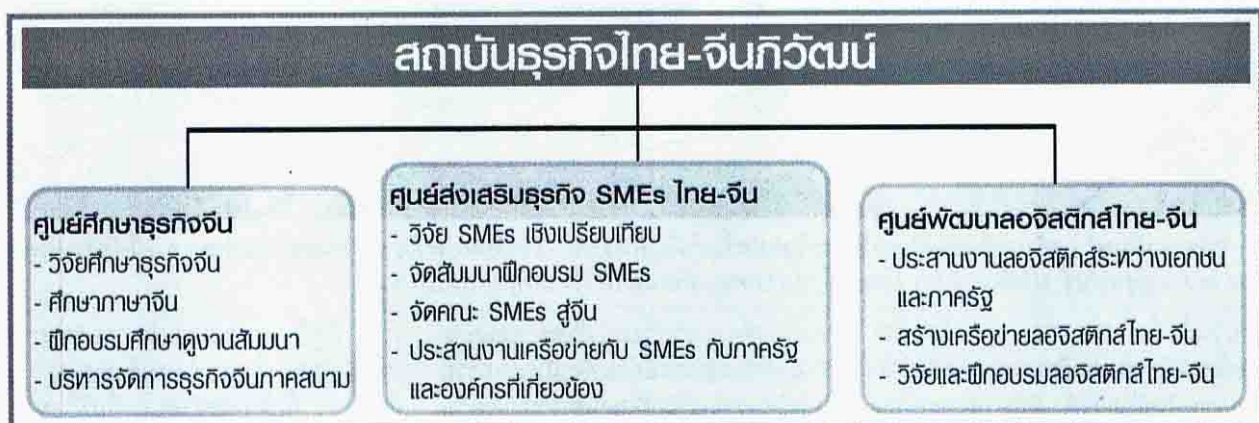 สถาบันธุรกิจไทย-จีนภิวัฒน์
ศูนย์ศึกษาธุรกิจจีน
- วิจัยศึกษาธุรกิจจีน
- ศึกษาภาษาจีน
- ฝึกอบรมศึกษาดูงานสัมมนา
- บริหารจัดการธุรกิจจีนภาคสนาม
ศูนย์ส่งเสริมธุรกิจ SMEs ไทย-จีน
- วิจัย SMEs เชิงเปรียบเทียบ
- จัดสัมมนาฝึกอบรม SMEs
- จัดคณะ SMEs สู่จีน
- ประสานงานเครือข่ายกับ SMEs กับภาครัฐ
และองค์กรที่เกี่ยวข้อง
ศูนย์พัฒนาลอจิสติกส์ไทย-จีน
- ประสานงานลอจิสติกส์ระหว่างเอกชน
และภาครัฐ
- สร้างเครือข่ายลอจิสติกส์ไทย-จีน
- วิจัยและฝึกอบรมลอจิสติกส์ไทย-จีน